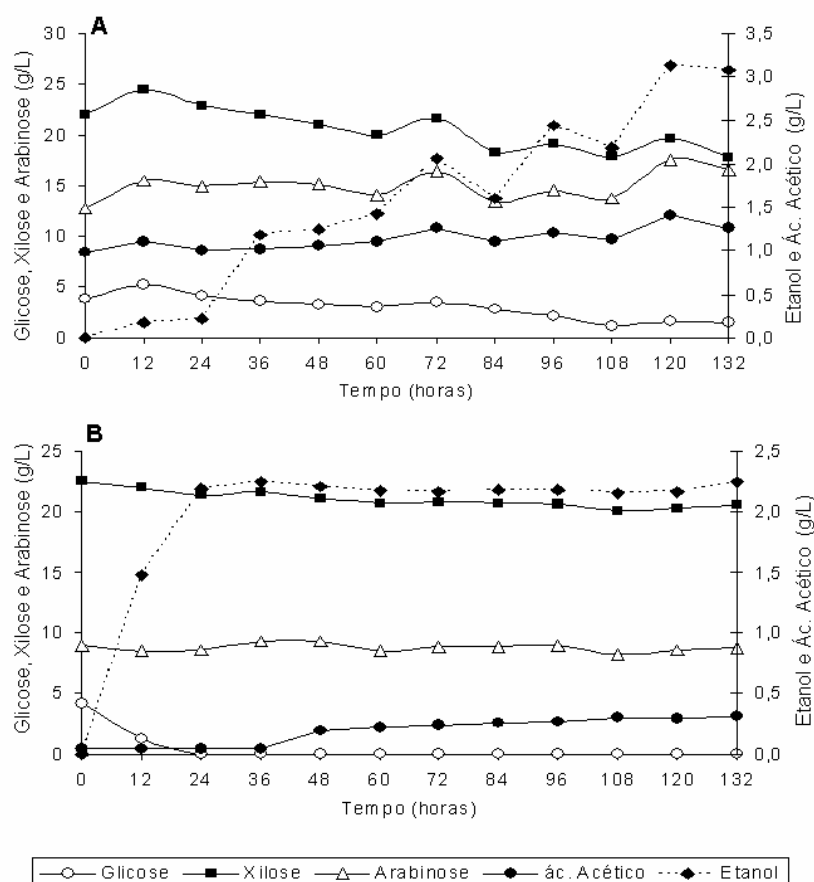 A
Glicose, Xilose e Arabinose (g/L)
30
25
20
15
10
5
0
3,5
3,0
2,5
2,0
1,5
1,0
0,5
0,0
Etanol e Ác. Acético (g/L)
0 12 24 36 48 60 72 84 96 108 120 132
Tempo (horas)
B
Glicose, Xilose e Arabinose (g/L)
25
20
15
10
5
0
2,5
2,0
1,5
1,0
0,5
0,0
Etanol e Ác. Acético (g/L)
0 12 24 36 48 60 72 84 96 108 120 132
Tempo (horas)
Glicose Xilose Arabinose ác. Acético Etanol